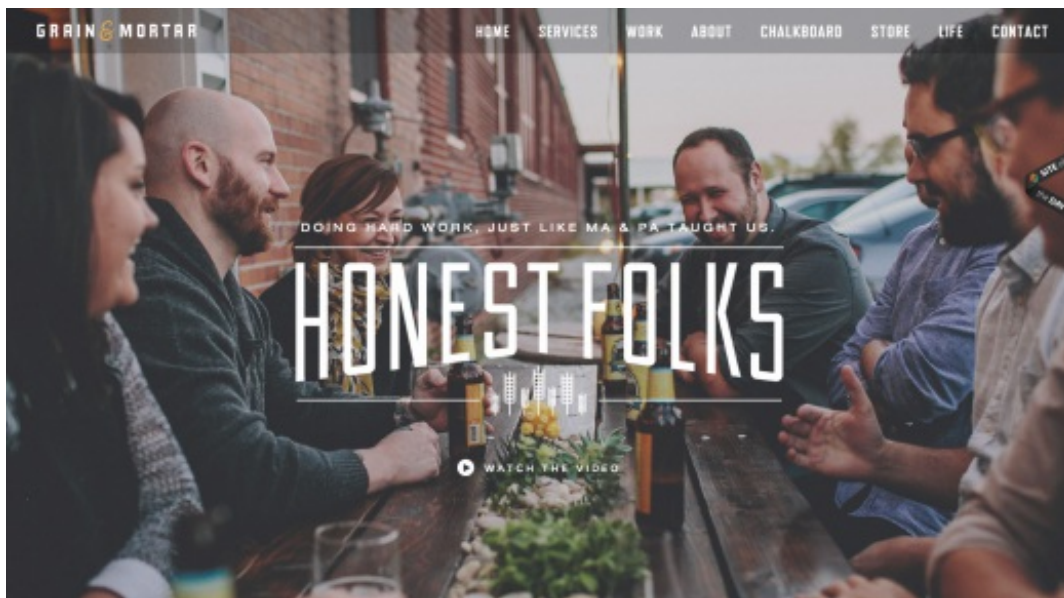 GRAIN & MORTAR
HOME SERVICES WORK ABOUT CHALKBOARD STORE LIFE CONTACT
SITE
DOING HARD WORK, JUST LIKE MA & PA TAUGHT US.
HONEST FOLKS
WATCH THE VIDEO